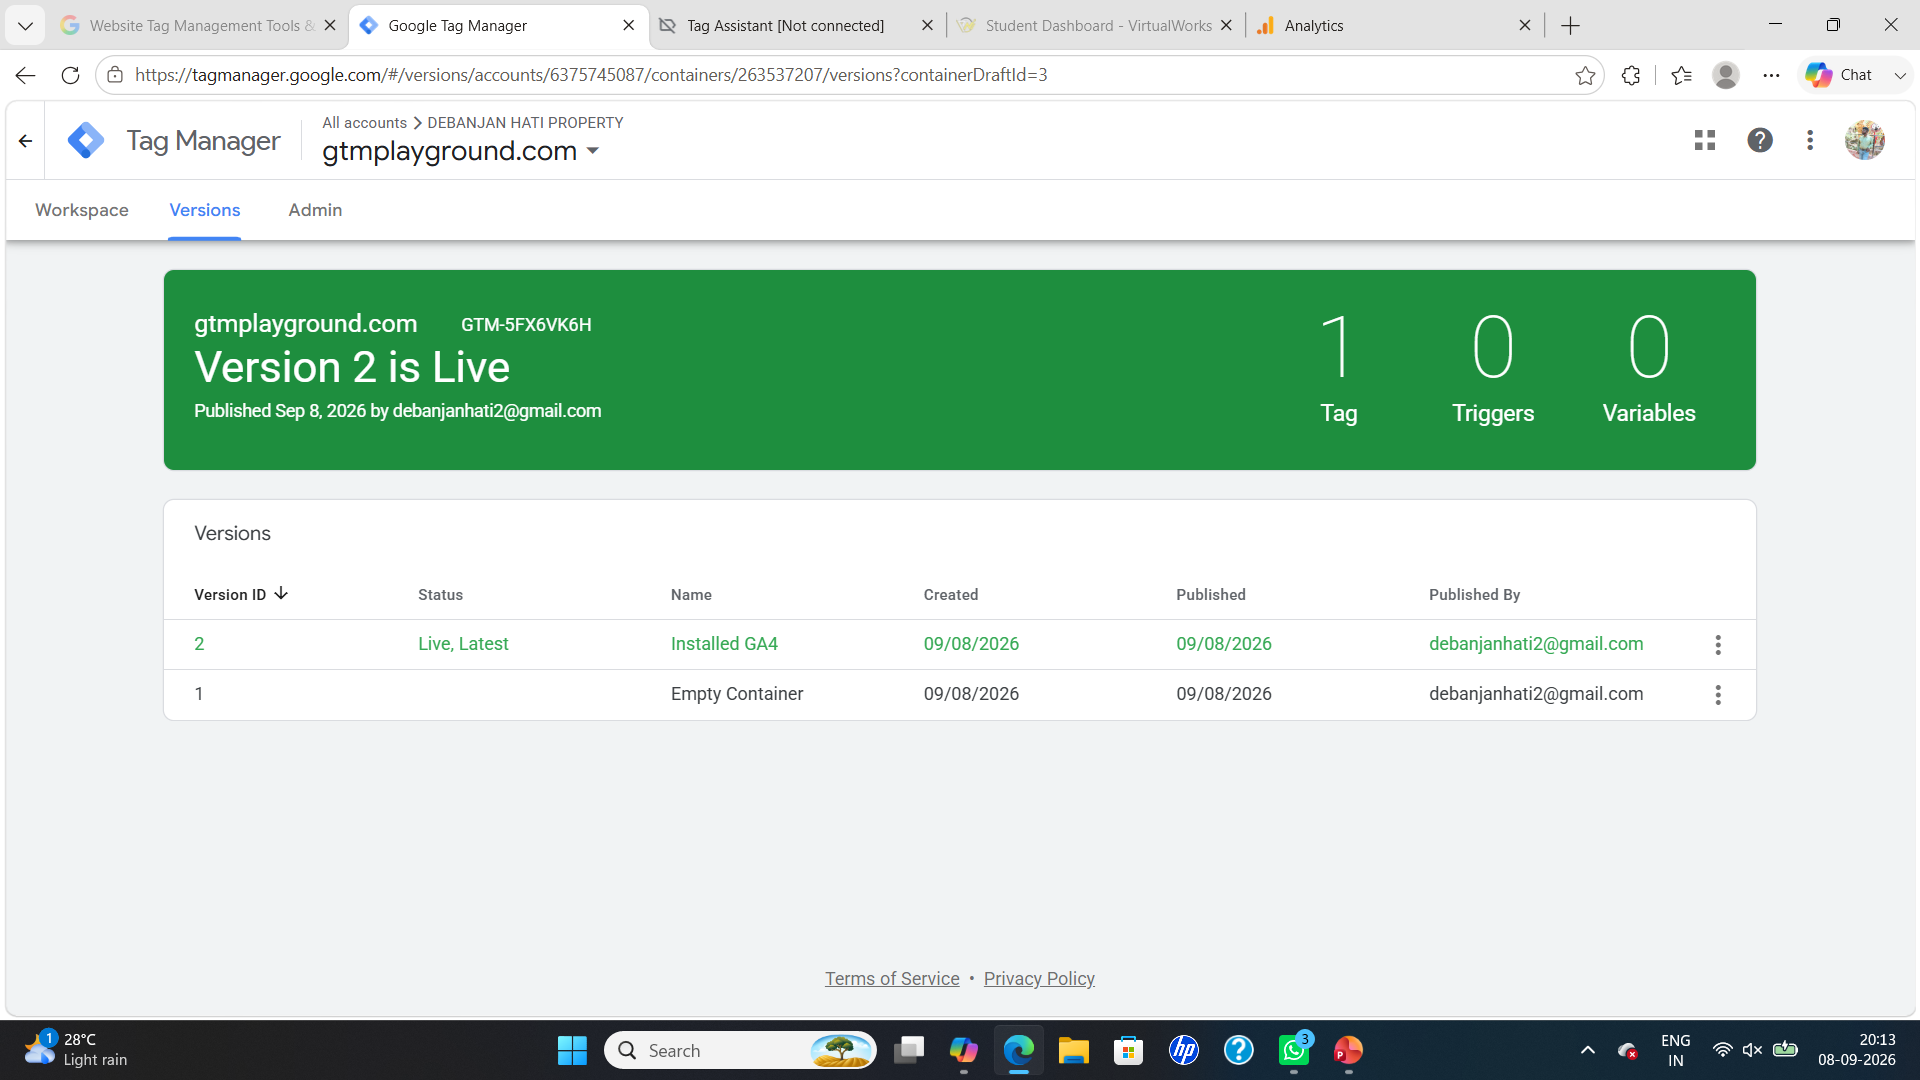 Website Tag Management Tools &
Google Tag Manager
Tag Assistant [Not connected]
Student Dashboard - VirtualWorks
Analytics
https://tagmanager.google.com/#/versions/accounts/6375745087/containers/263537207/versions?containerDraftId=3
Chat
Tag Manager
All accounts > DEBANJAN HATI PROPERTY
gtmplayground.com
Workspace
Versions
Admin
gtmplayground.com GTM-5FX6VK6H
Version 2 is Live
Published Sep 8, 2026 by debanjanhati2@gmail.com
1
Tag
0
Triggers
0
Variables
Versions
Version ID Status Name Created Published Published By
2 Live, Latest Installed GA4 09/08/2026 09/08/2026 debanjanhati2@gmail.com
1 Empty Container 09/08/2026 09/08/2026 debanjanhati2@gmail.com
Terms of Service • Privacy Policy
1
28°C
Light rain
Search
hp
?
3
P
ENG
IN
20:13
08-09-2026